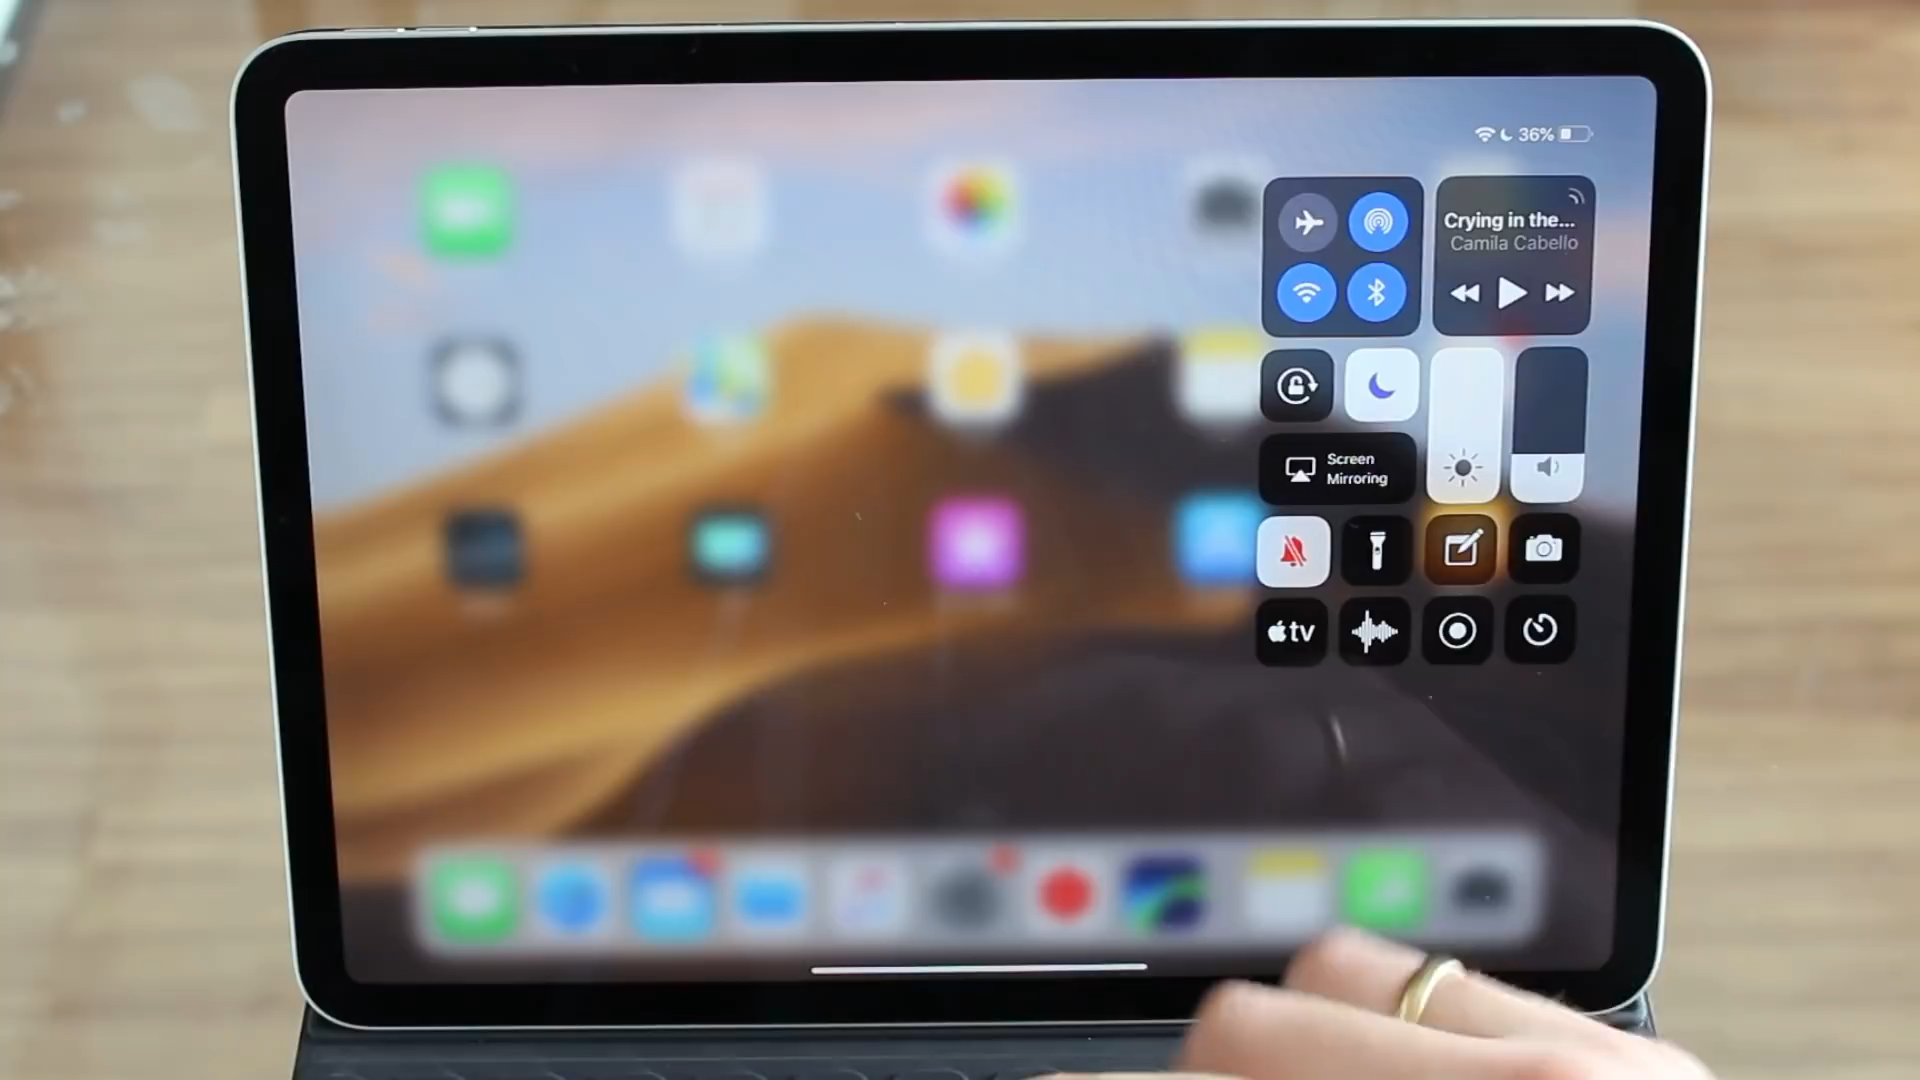 36%
Crying in the...
Camila Cabello
Screen
Mirroring
tv